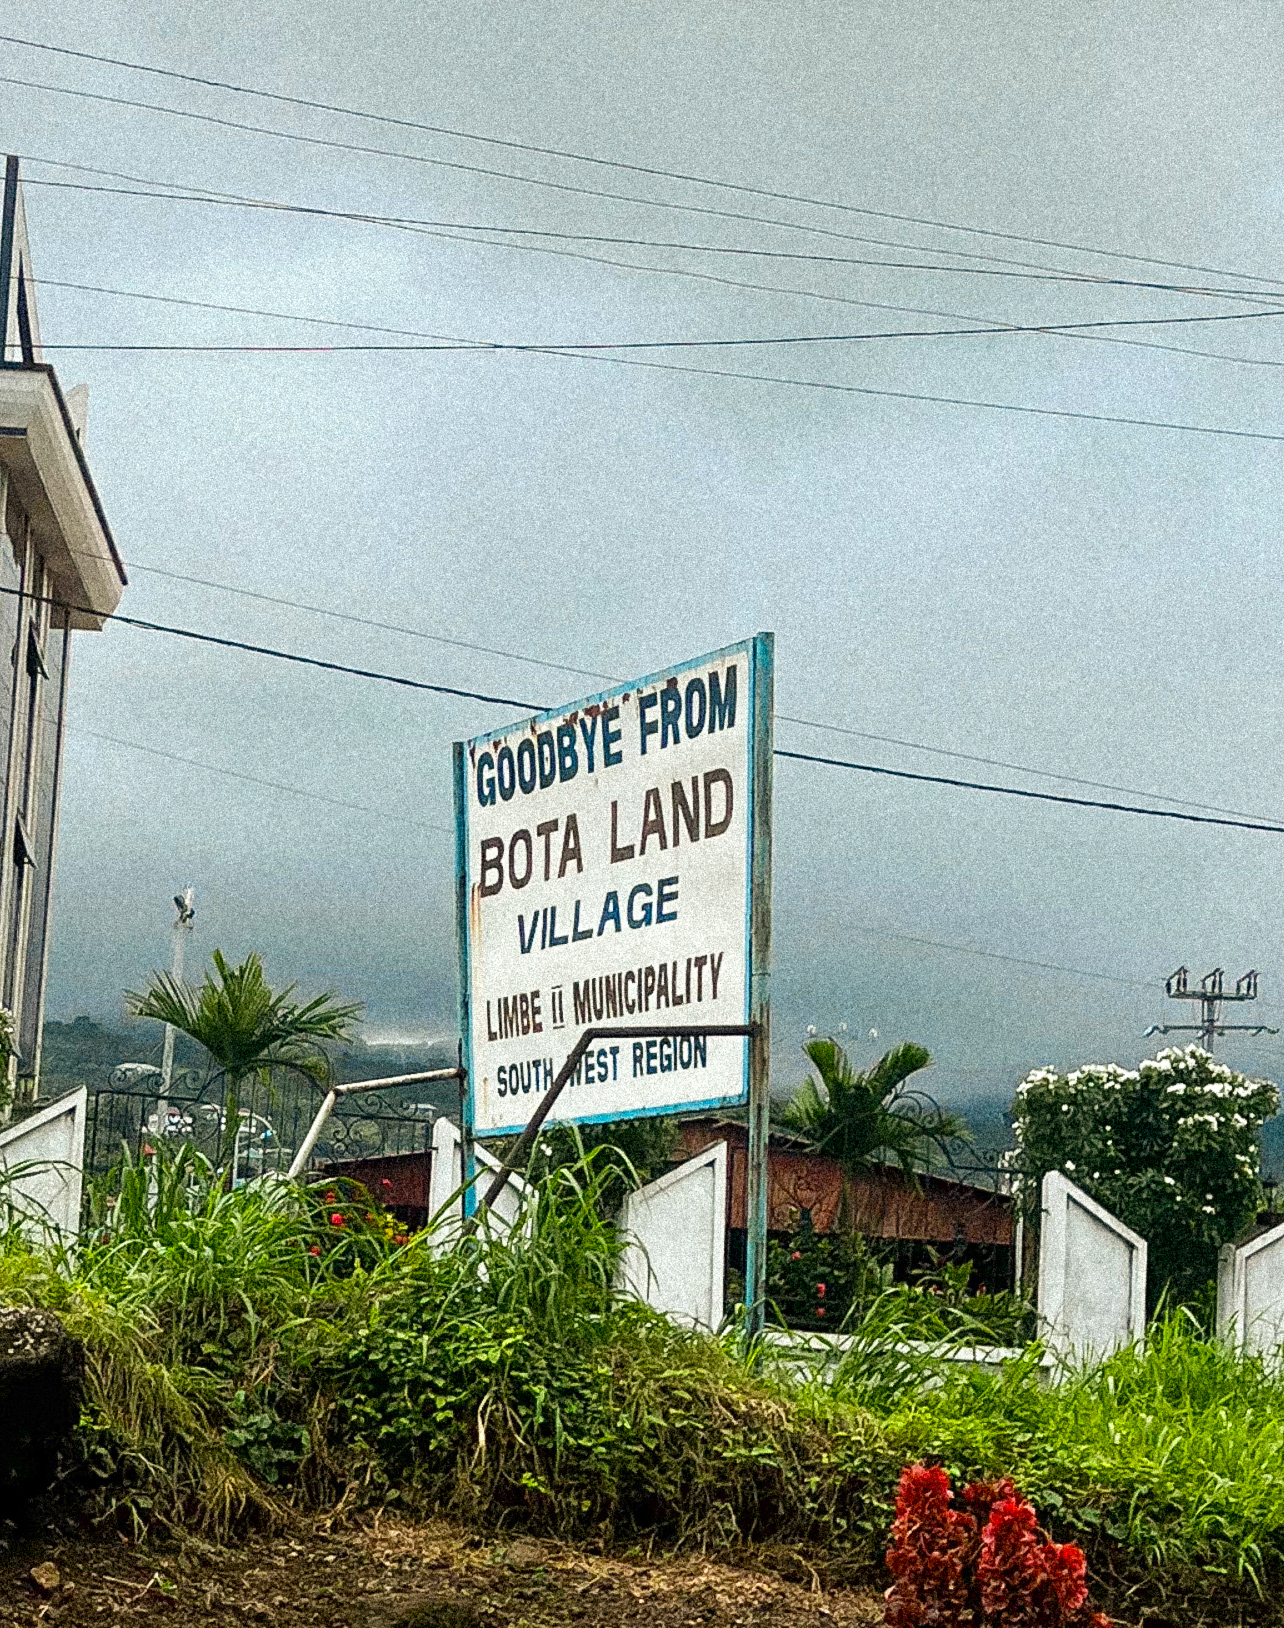 GOODBYE FROM
BOTA LAND
VILLAGE
LIMBE II MUNICIPALITY
SOUTH WEST REGION